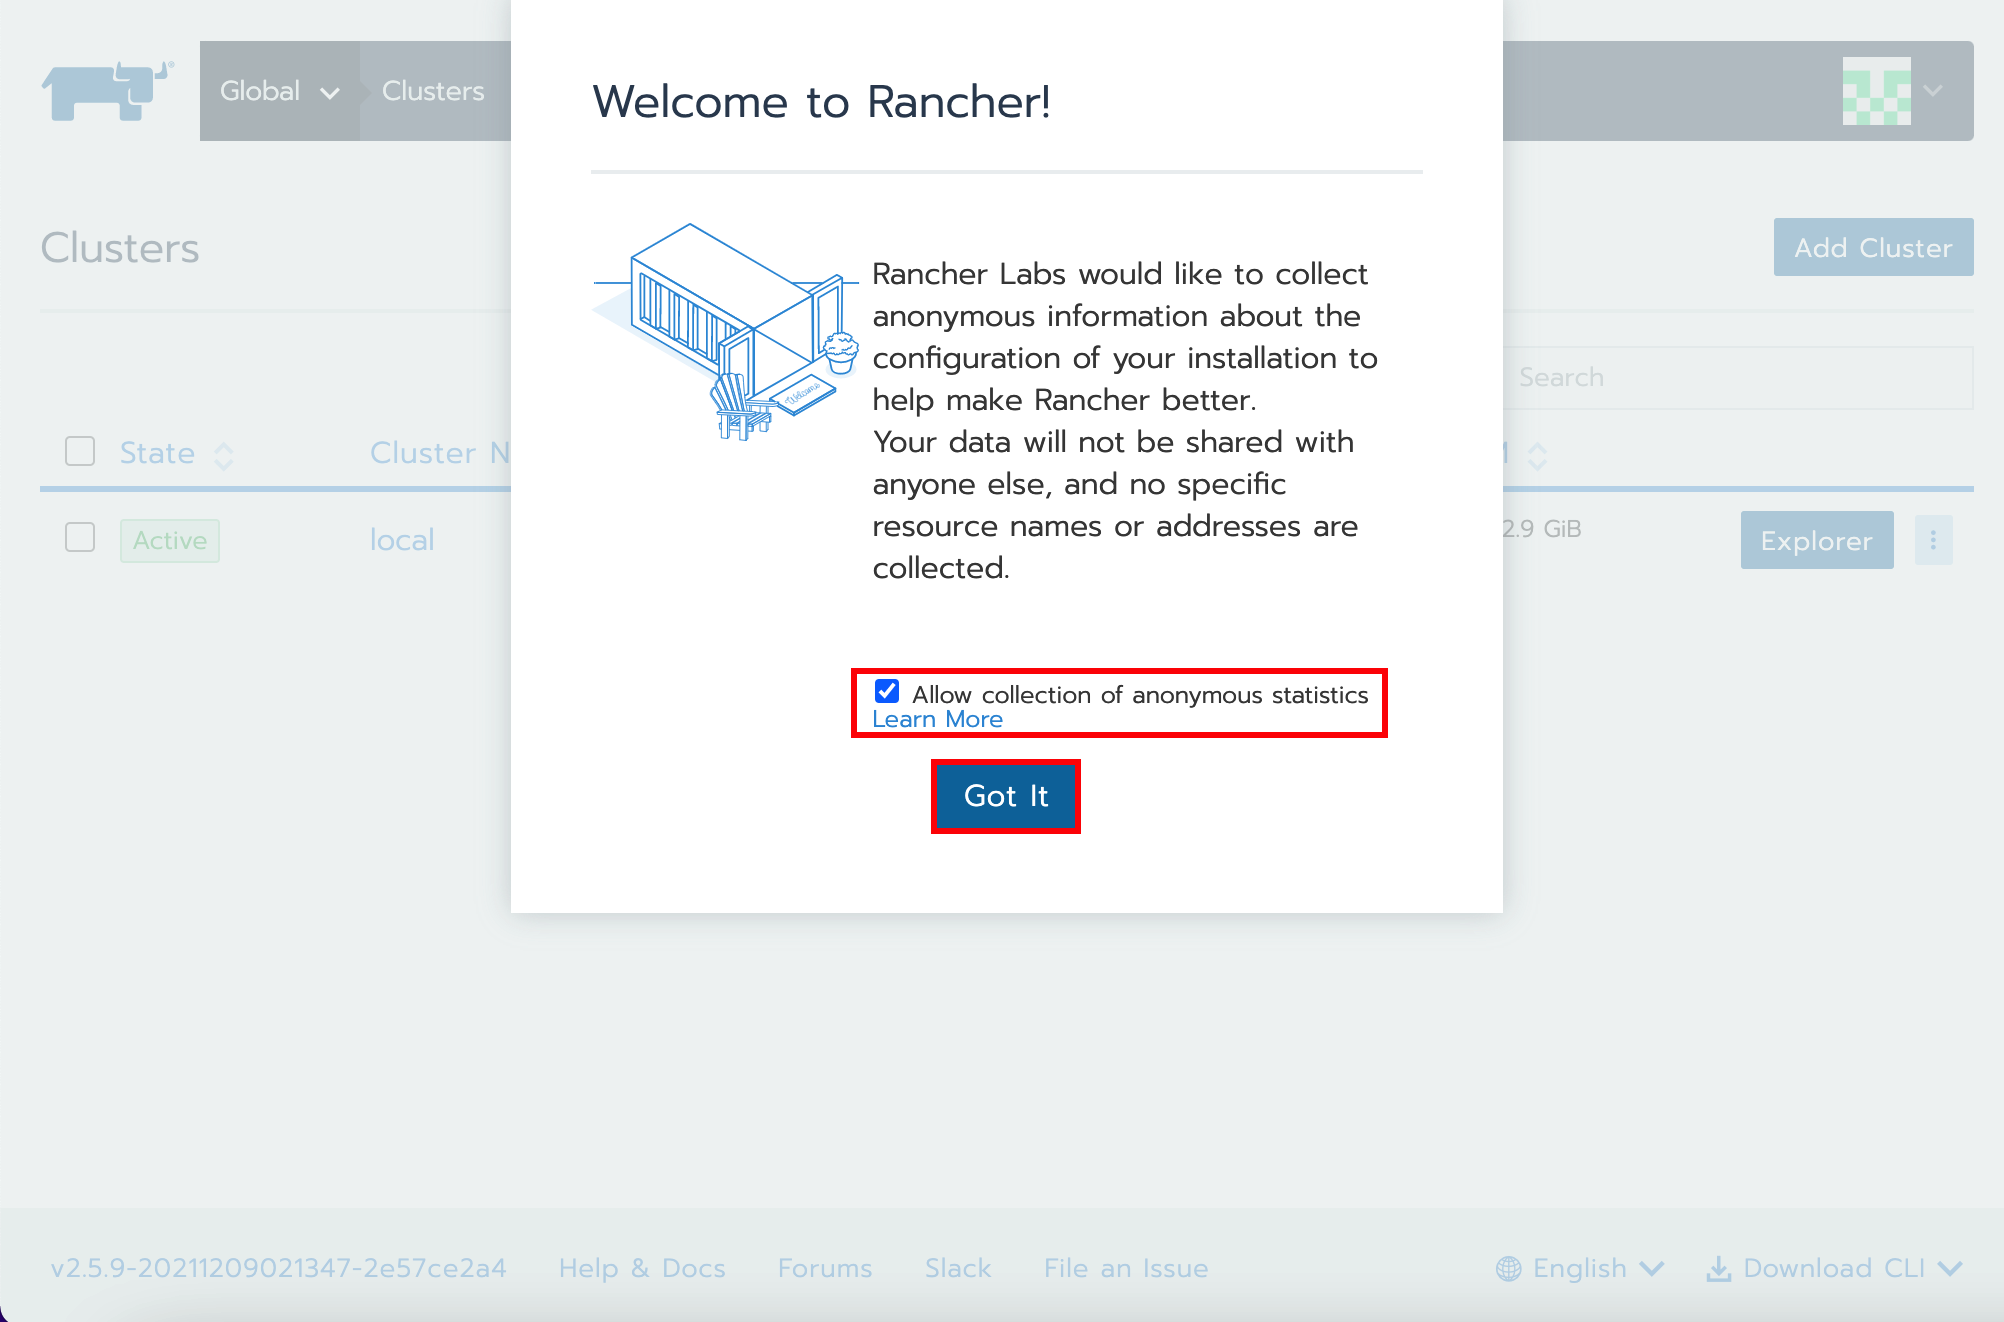 Global
Clusters
Welcome to Rancher!
Clusters
Add Cluster
Rancher Labs would like to collect
anonymous information about the
configuration of your installation to
help make Rancher better.
Your data will not be shared with
anyone else, and no specific
resource names or addresses are
collected.
Search
State
Cluster N
Active
local
2.9 GiB
Explorer
Welcome
Allow collection of anonymous statistics
Learn More
Got It
v2.5.9-20211209021347-2e57ce2a4
Help & Docs
Forums
Slack
File an Issue
English
Download CLI